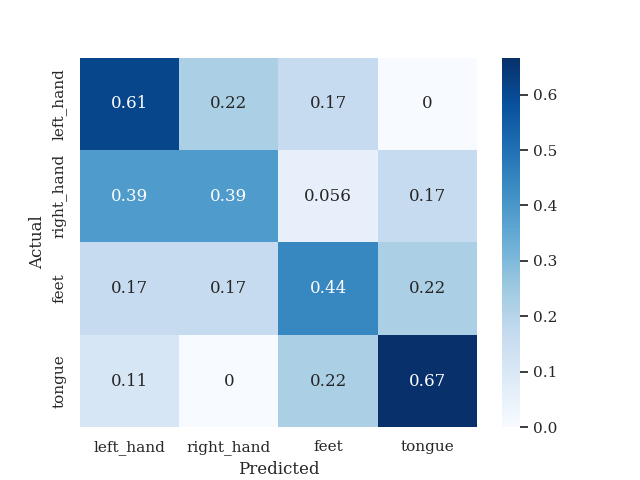 Actual
left_hand
0.61 0.22 0.17 0
right_hand
0.39 0.39 0.056 0.17
feet
0.17 0.17 0.44 0.22
tongue
0.11 0 0.22 0.67
left_hand right_hand feet tongue
Predicted
0.6
0.5
0.4
0.3
0.2
0.1
0.0